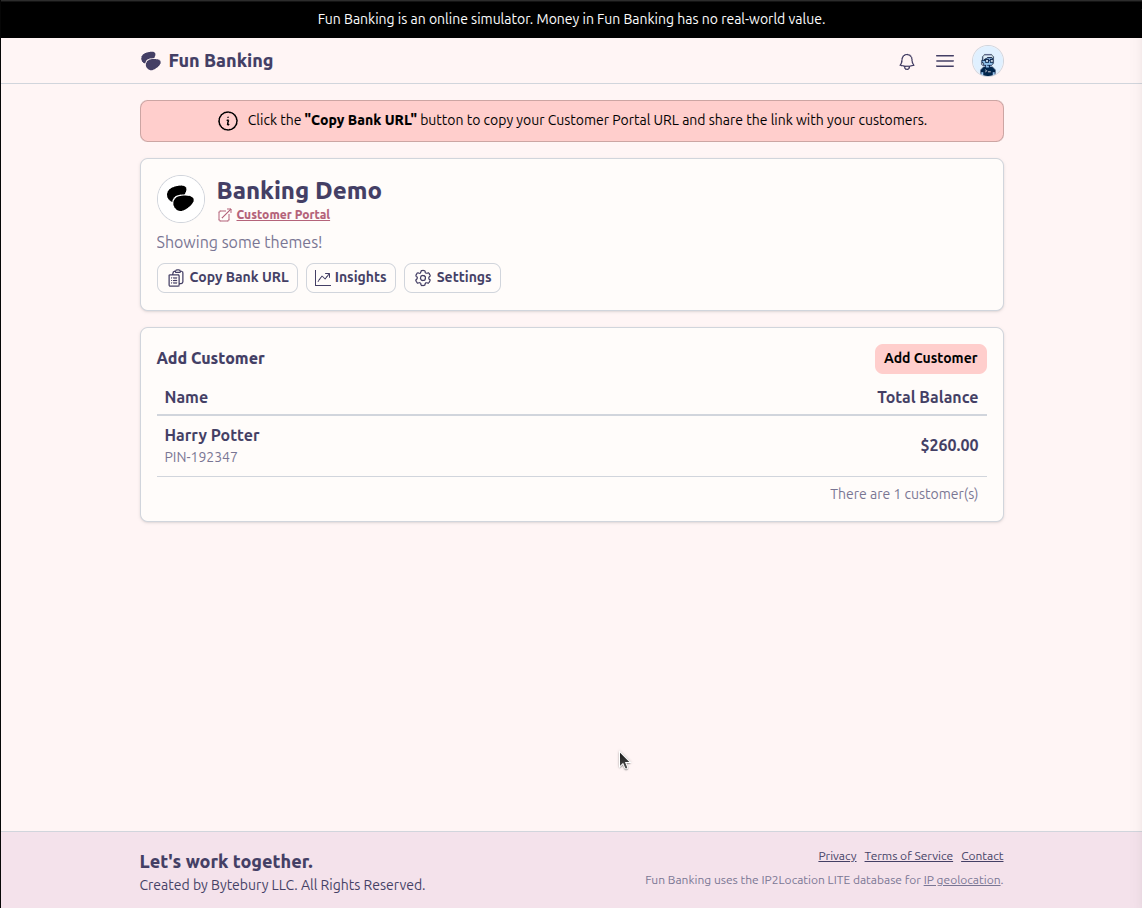 Fun Banking is an online simulator. Money in Fun Banking has no real-world value.
Fun Banking
Click the "Copy Bank URL" button to copy your Customer Portal URL and share the link with your customers.
Banking Demo
Customer Portal
Showing some themes!
Copy Bank URL Insights Settings
Add Customer Add Customer
Name Total Balance
Harry Potter
PIN-192347
$260.00
There are 1 customer(s)
Let's work together.
Created by Bytebury LLC. All Rights Reserved.
Privacy Terms of Service Contact
Fun Banking uses the IP2Location LITE database for IP geolocation.